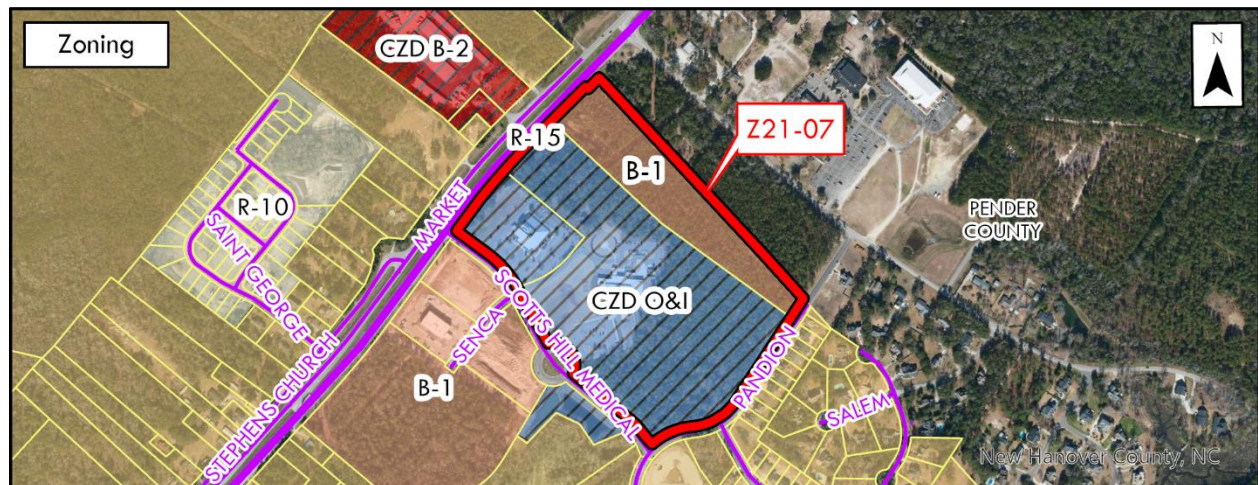 Zoning
CZD B-2
N
Z21-07
R-15
B-1
R-10
MARKET
PENDER
COUNTY
SAINT GEORGE
SCOTTS HILL MEDICAL
CZD O&I
SENCA
STEPHENS CHURCH
B-1
PANDION
SALEM
New Hanover County, NC